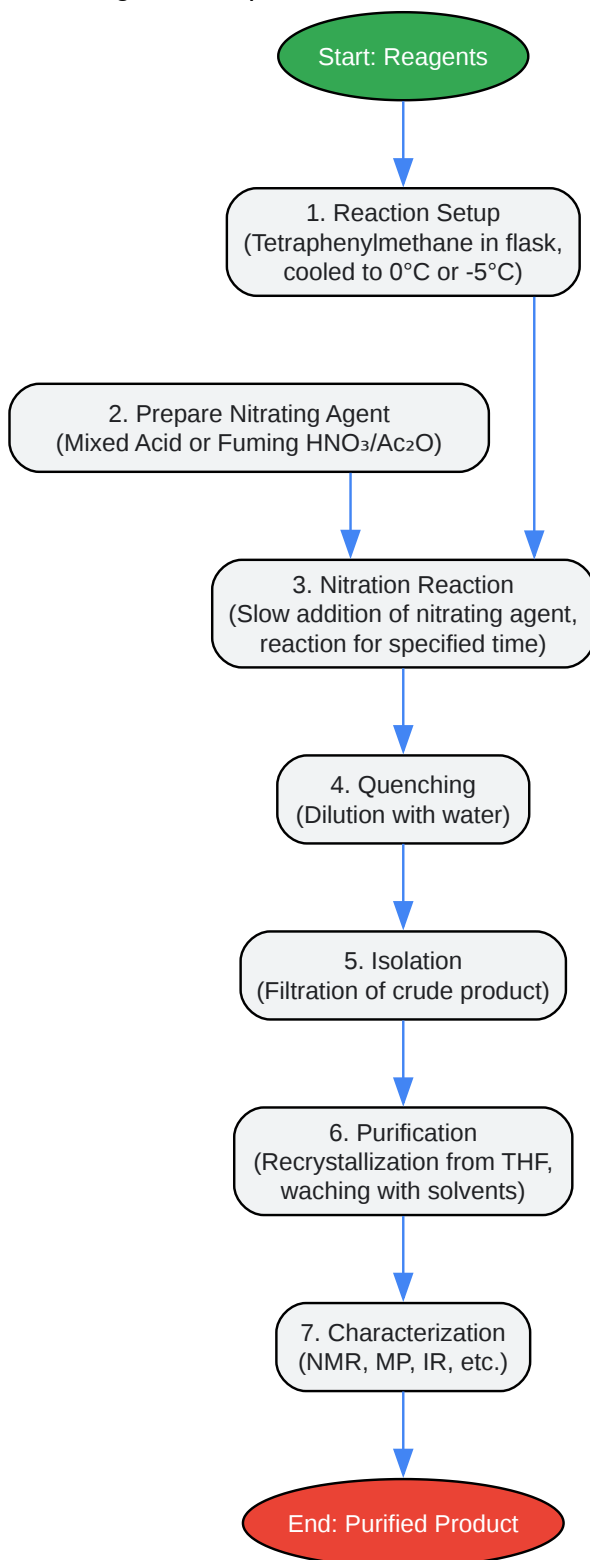 Start: Reagents
1. Reaction Setup
(Tetraphenylmethane in flask,
cooled to 0°C or -5°C)
2. Prepare Nitrating Agent
(Mixed Acid or Fuming HNO₃/Ac₂O)
3. Nitration Reaction
(Slow addition of nitrating agent,
reaction for specified time)
4. Quenching
(Dilution with water)
5. Isolation
(Filtration of crude product)
6. Purification
(Recrystallization from THF,
waching with solvents)
7. Characterization
(NMR, MP, IR, etc.)
End: Purified Product